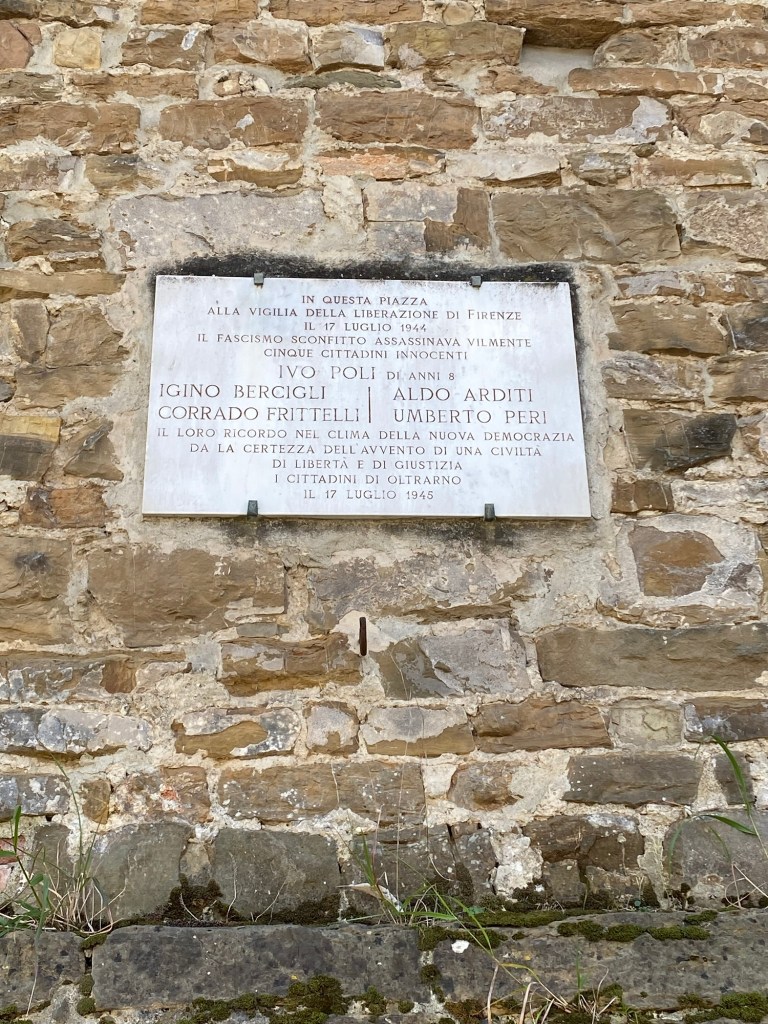 IN QUESTA PIAZZA
ALLA VIGILIA DELLA LIBERAZIONE DI FIRENZE
IL 17 LUGLIO 1944
IL FASCISMO SCONFITTO ASSASSINAVA VILMENTE
CINQUE CITTADINI INNOCENTI
IVO POLI DI ANNI 8
IGINO BERCIGLI | ALDO ARDITI
CORRADO FRITTELLI | UMBERTO PERI
IL LORO RICORDO NEL CLIMA DELLA NUOVA DEMOCRAZIA
DA LA CERTEZZA DELL'AVVENTO DI UNA CIVILTÀ
DI LIBERTÀ E DI GIUSTIZIA
I CITTADINI DI OLTRARNO
IL 17 LUGLIO 1945